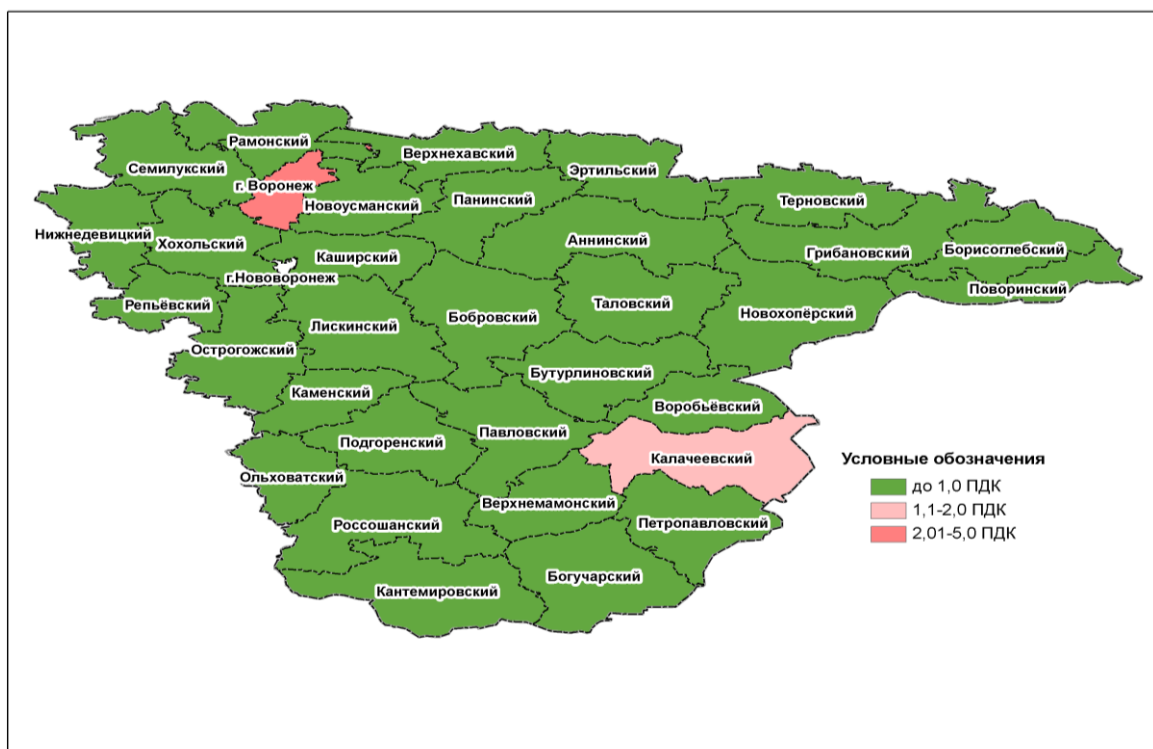 Рамонский
Верхнехавский
Эртильский
Семилукский
г. Воронеж
Новоусманский
Панинский
Терновский
Нижнедевицкий
Хохольский
Аннинский
Грибановский
Борисоглебский
Каширский
г.Нововоронеж
Поворинский
Репьёвский
Лискинский
Бобровский
Таловский
Новохопёрский
Острогожский
Бутурлиновский
Каменский
Воробьёвский
Подгоренский
Павловский
Калачеевский
Ольховатский
Верхнемамонский
Россошанский
Петропавловский
Кантемировский
Богучарский
Условные обозначения
до 1,0 ПДК
1,1-2,0 ПДК
2,01-5,0 ПДК